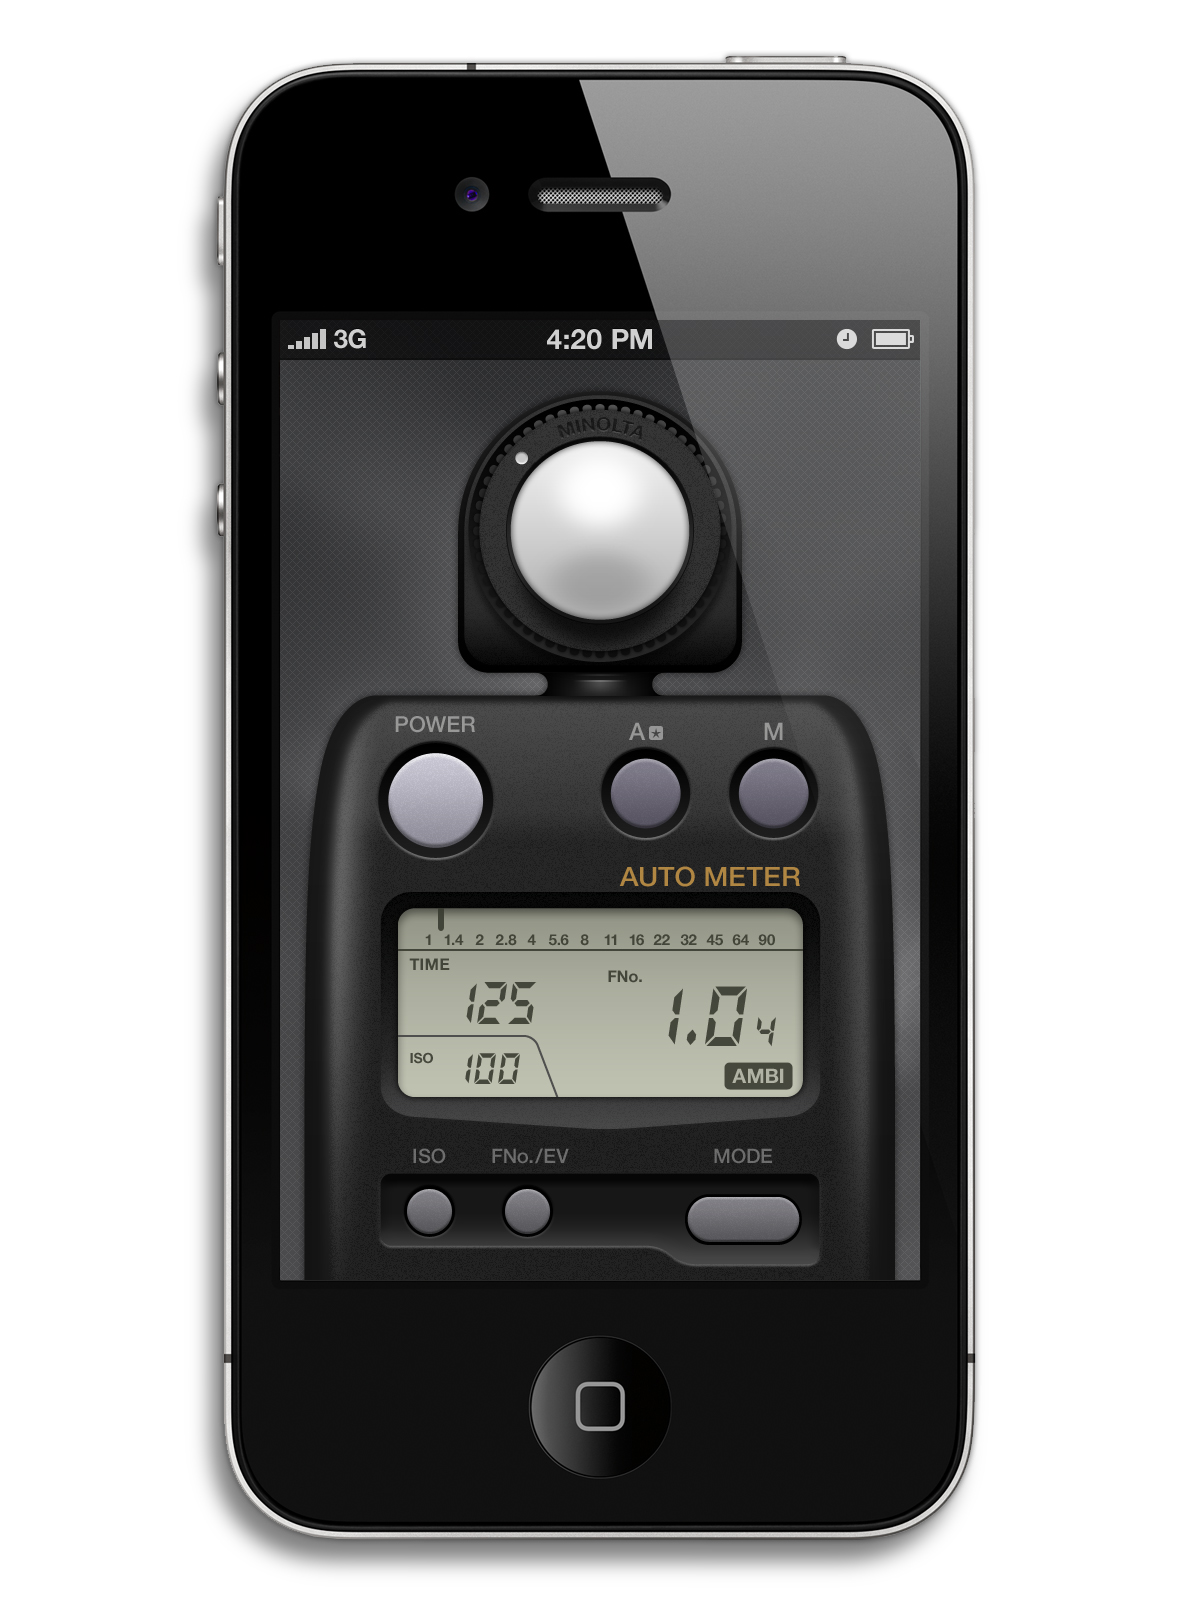 3G 4:20 PM
MINOLTA
POWER A M
AUTO METER
1 1.4 2 2.8 4 5.6 8 11 16 22 32 45 64 90
TIME 125 FNo. 1.0 4
ISO 100 AMBI
ISO FNo./EV MODE